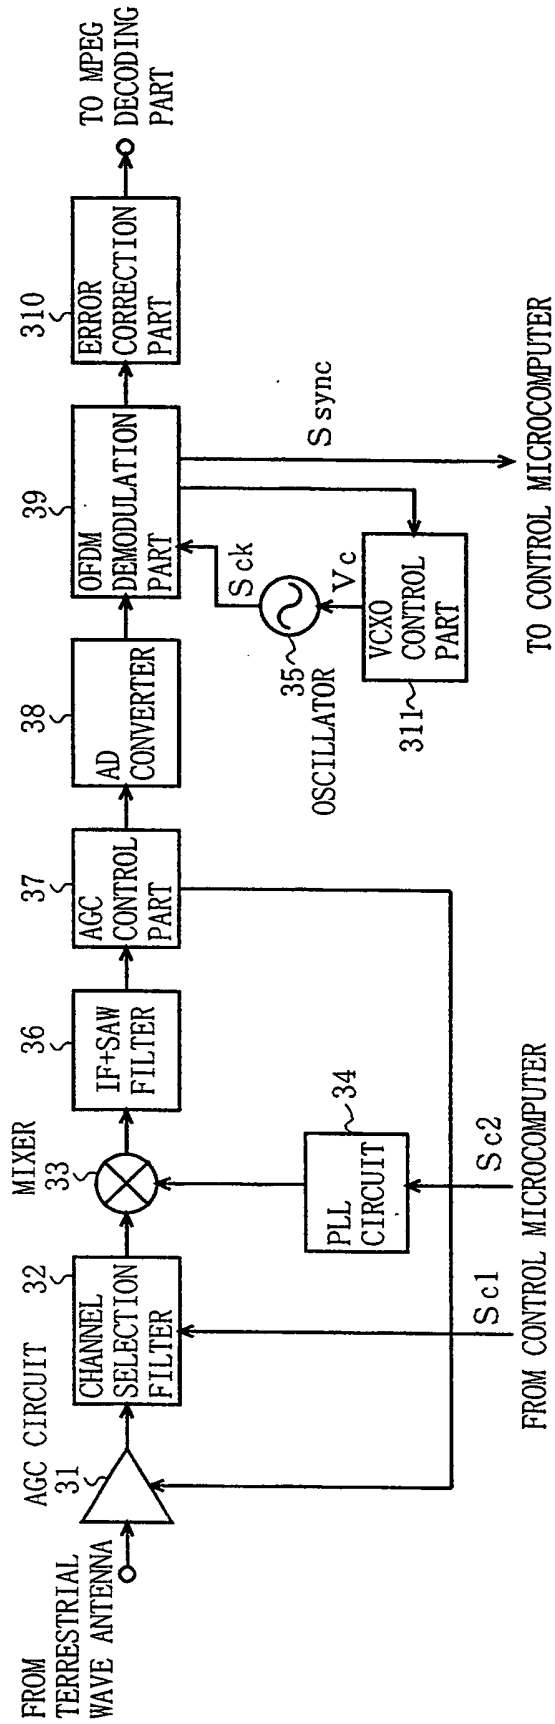 FROM
TERRESTRIAL
WAVE ANTENNA
AGC CIRCUIT
31
32
CHANNEL
SELECTION
FILTER
MIXER
33
34
PLL
CIRCUIT
36
IF+SAW
FILTER
37
AGC
CONTROL
PART
38
AD
CONVERTER
39
OFDM
DEMODULATION
PART
310
ERROR
CORRECTION
PART
TO MPEG
DECODING
PART
Sc1
Sc2
FROM CONTROL MICROCOMPUTER
35
OSCILLATOR
Sck
Vc
311
VCXO
CONTROL
PART
Ssync
TO CONTROL MICROCOMPUTER